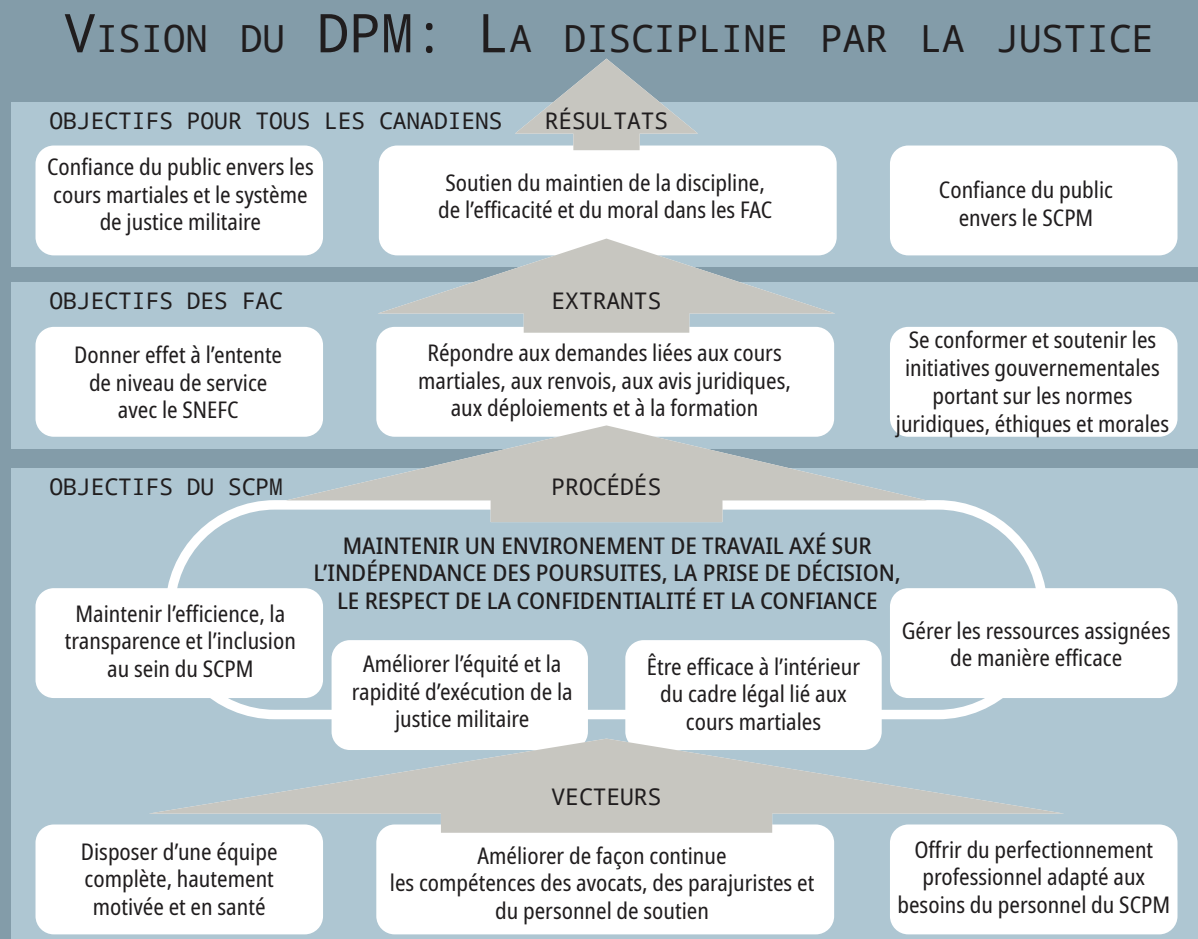 VISION DU DPM: LA DISCIPLINE PAR LA JUSTICE
OBJECTIFS POUR TOUS LES CANADIENS
RÉSULTATS
Confiance du public envers les
cours martiales et le système
de justice militaire
Soutien du maintien de la discipline,
de l'efficacité et du moral dans les FAC
Confiance du public
envers le SCPM
OBJECTIFS DES FAC
EXTRANTS
Donner effet à l'entente
de niveau de service
avec le SNEFC
Répondre aux demandes liées aux cours
martiales, aux renvois, aux avis juridiques,
aux déploiements et à la formation
Se conformer et soutenir les
initiatives gouvernementales
portant sur les normes
juridiques, éthiques et morales
OBJECTIFS DU SCPM
PROCÉDÉS
MAINTENIR UN ENVIRONEMENT DE TRAVAIL AXÉ SUR
L'INDÉPENDANCE DES POURSUITES, LA PRISE DE DÉCISION,
LE RESPECT DE LA CONFIDENTIALITÉ ET LA CONFIANCE
Maintenir l'efficience, la
transparence et l'inclusion
au sein du SCPM
Améliorer l'équité et la
rapidité d'exécution de la
justice militaire
Être efficace à l'intérieur
du cadre légal lié aux
cours martiales
Gérer les ressources assignées
de manière efficace
VECTEURS
Disposer d'une équipe
complète, hautement
motivée et en santé
Améliorer de façon continue
les compétences des avocats, des parajuristes et
du personnel de soutien
Offrir du perfectionnement
professionnel adapté aux
besoins du personnel du SCPM